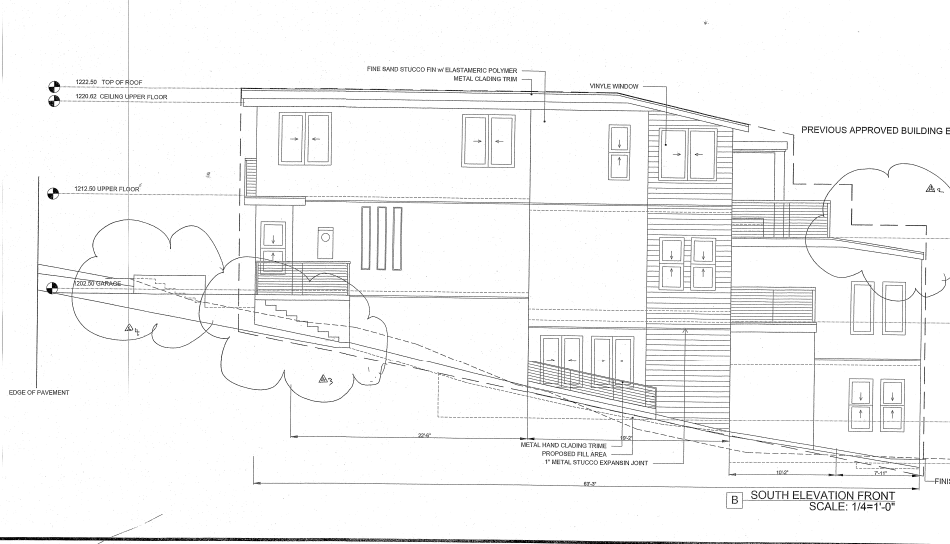 FINE SAND STUCCO FIN w/ ELASTAMERIC POLYMER
METAL CLADING TRIM
1222.50 TOP OF ROOF
1220.62 CEILING UPPER FLOOR
VINYLE WINDOW
PREVIOUS APPROVED BUILDING E
1212.50 UPPER FLOOR
2
1202.50 GARAGE
4
3
EDGE OF PAVEMENT
22'-6"
METAL HAND CLADING TRIME
PROPOSED FILL AREA
1" METAL STUCCO EXPANSIN JOINT
10'-2"
7'-11"
63'-3"
FINIS
B SOUTH ELEVATION FRONT
SCALE: 1/4=1'-0"